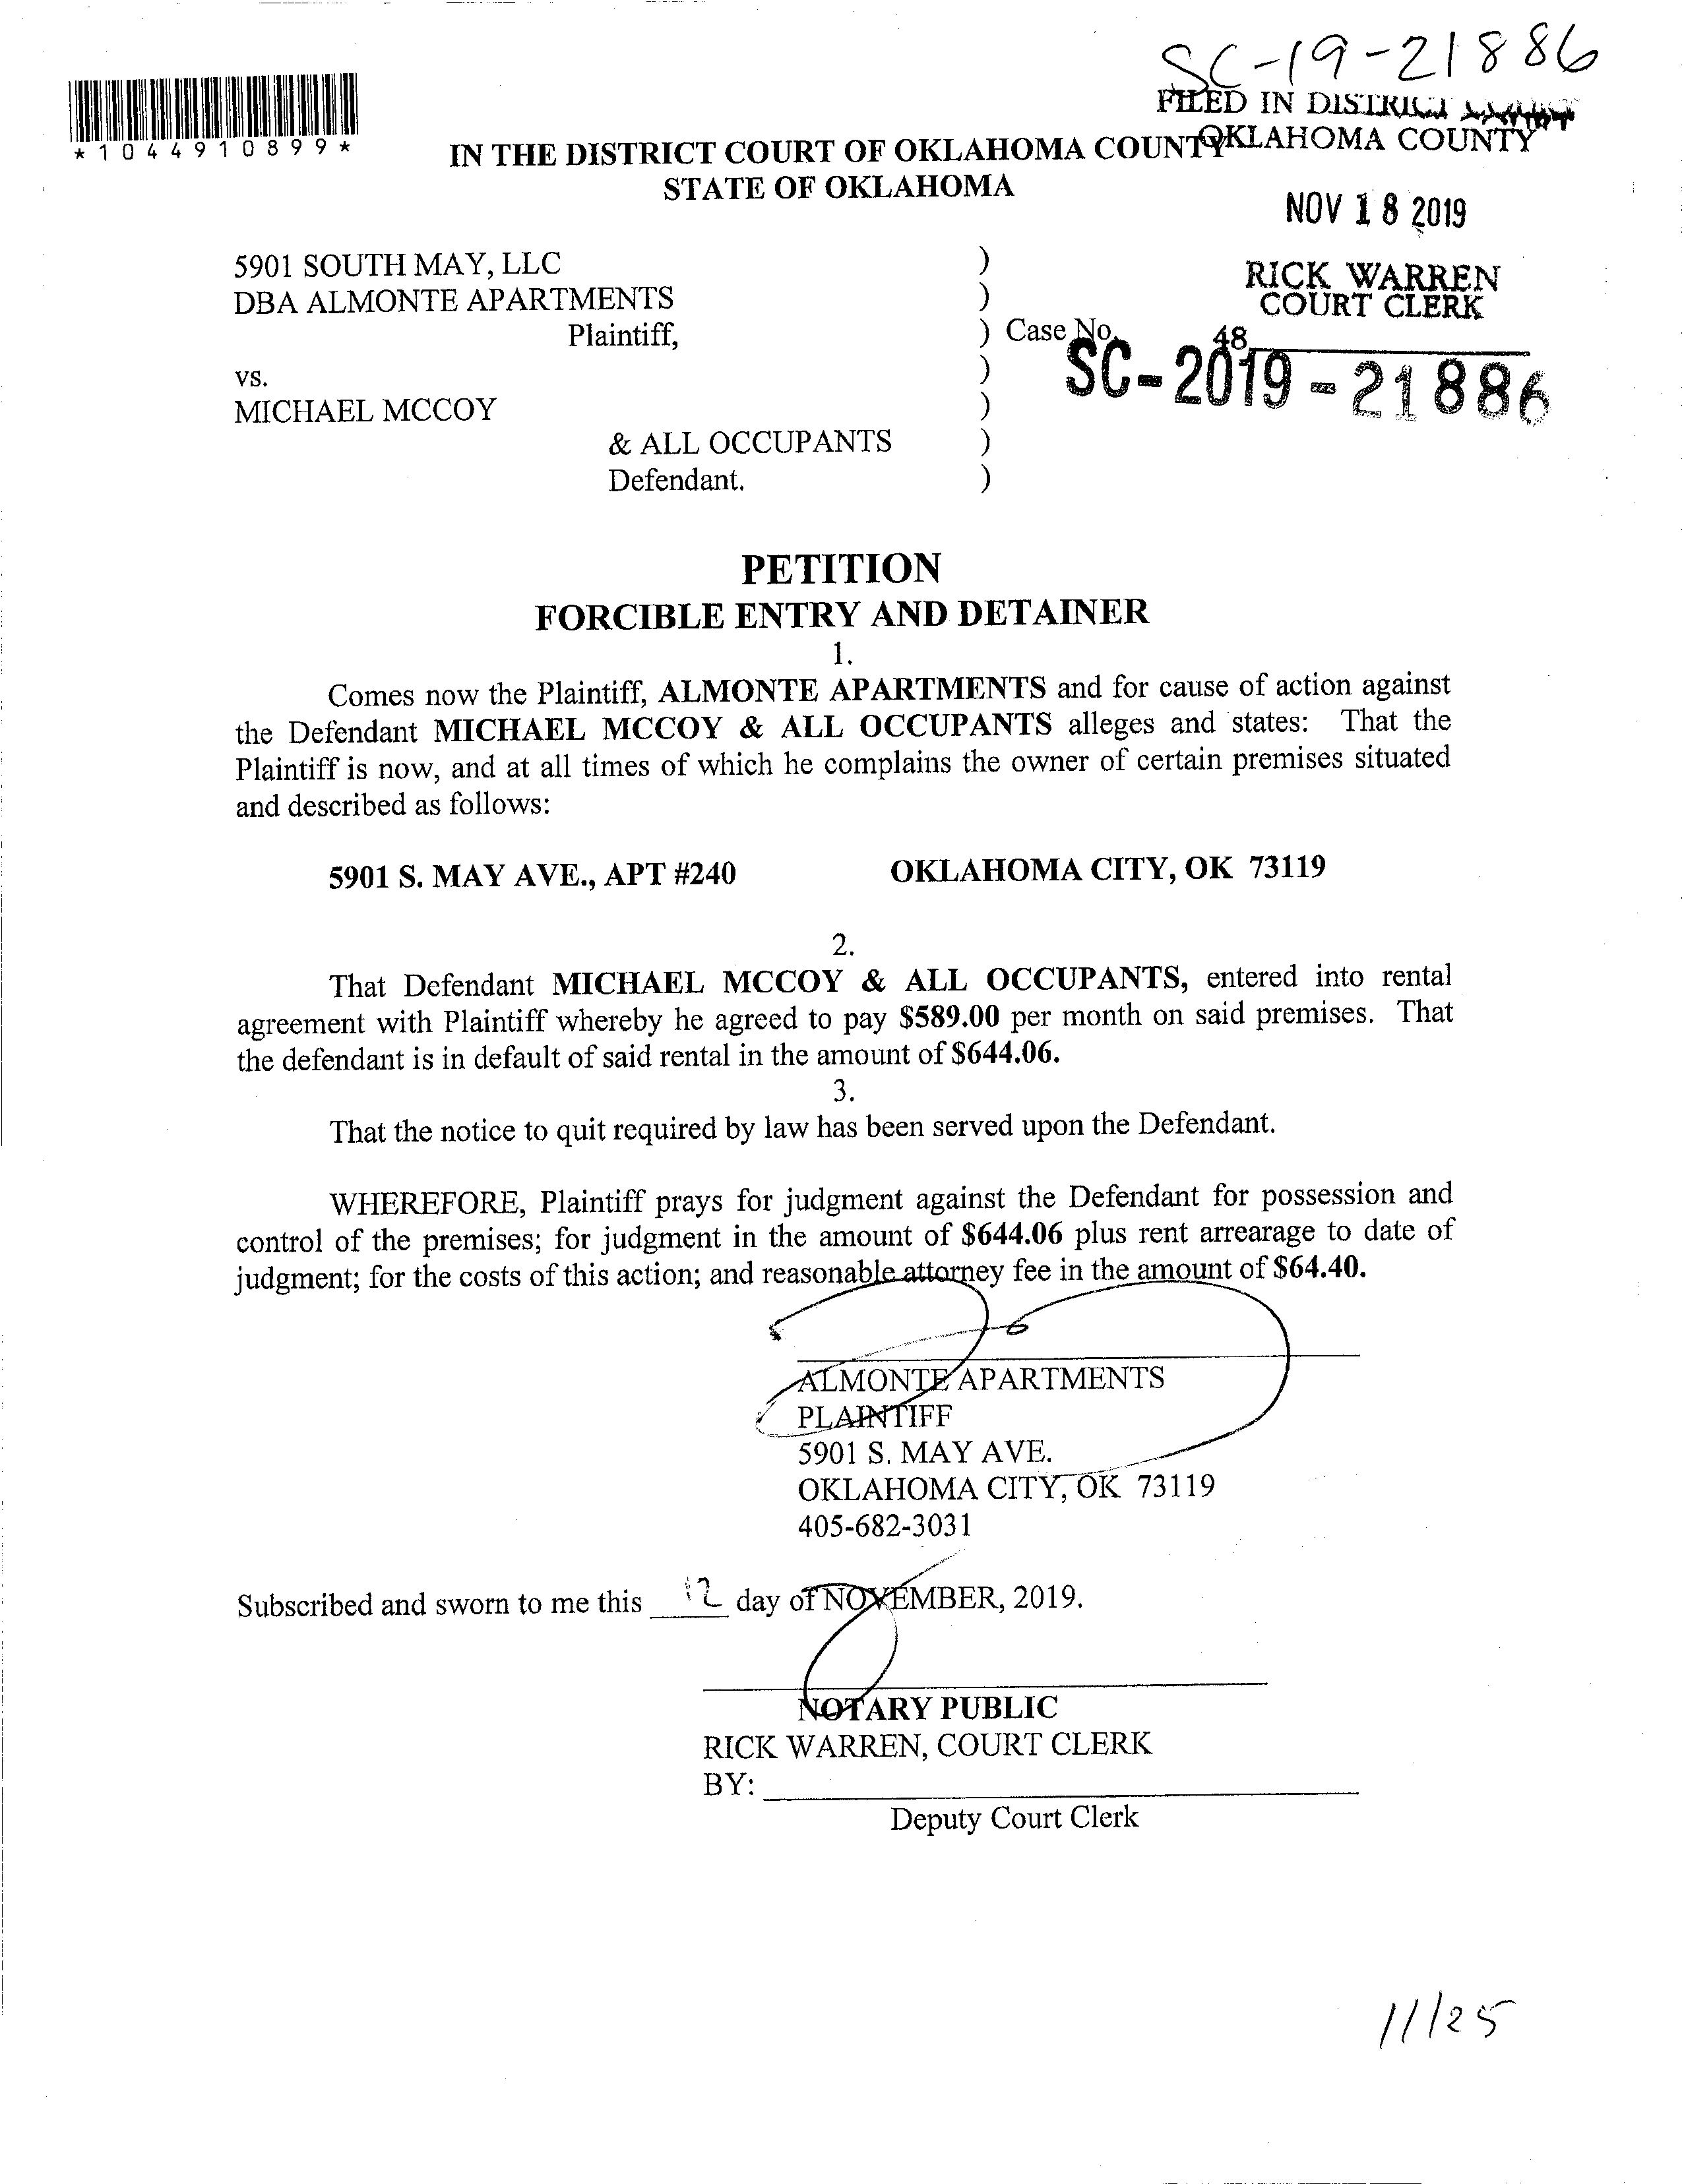 SC-19-21886
FILED IN DISTRICT
*1044910899*
IN THE DISTRICT COURT OF OKLAHOMA COUNTY
OKLAHOMA COUNTY
STATE OF OKLAHOMA
NOV 18 2019
5901 SOUTH MAY, LLC )
DBA ALMONTE APARTMENTS )
RICK WARREN
COURT CLERK
Plaintiff, ) Case No.
48
vs. )
SC-2019-21886
MICHAEL MCCOY )
& ALL OCCUPANTS )
Defendant. )
PETITION
FORCIBLE ENTRY AND DETAINER
1.
Comes now the Plaintiff, ALMONTE APARTMENTS and for cause of action against
the Defendant MICHAEL MCCOY & ALL OCCUPANTS alleges and states: That the
Plaintiff is now, and at all times of which he complains the owner of certain premises situated
and described as follows:
5901 S. MAY AVE., APT #240 OKLAHOMA CITY, OK 73119
2.
That Defendant MICHAEL MCCOY & ALL OCCUPANTS, entered into rental
agreement with Plaintiff whereby he agreed to pay $589.00 per month on said premises. That
the defendant is in default of said rental in the amount of $644.06.
3.
That the notice to quit required by law has been served upon the Defendant.
WHEREFORE, Plaintiff prays for judgment against the Defendant for possession and
control of the premises; for judgment in the amount of $644.06 plus rent arrearage to date of
judgment; for the costs of this action; and reasonable attorney fee in the amount of $64.40.
ALMONTE APARTMENTS
PLAINTIFF
5901 S. MAY AVE.
OKLAHOMA CITY, OK 73119
405-682-3031
Subscribed and sworn to me this 12 day of NOVEMBER, 2019.
NOTARY PUBLIC
RICK WARREN, COURT CLERK
BY:
Deputy Court Clerk
11/25